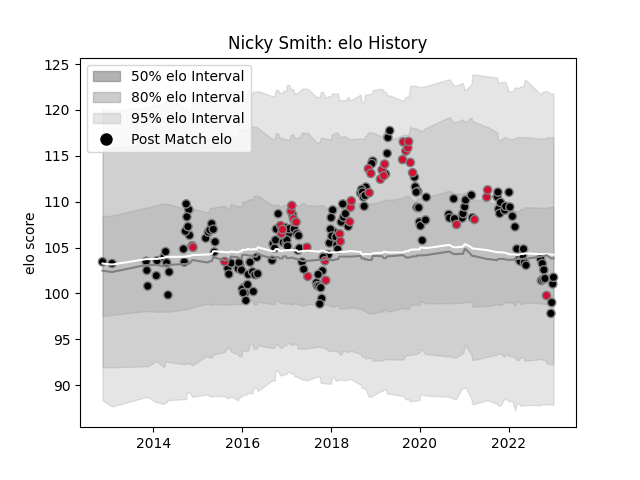 Nicky Smith: elo History
50% elo Interval
80% elo Interval
95% elo Interval
Post Match elo
elo score
125
120
115
110
105
100
95
90
2014 2016 2018 2020 2022